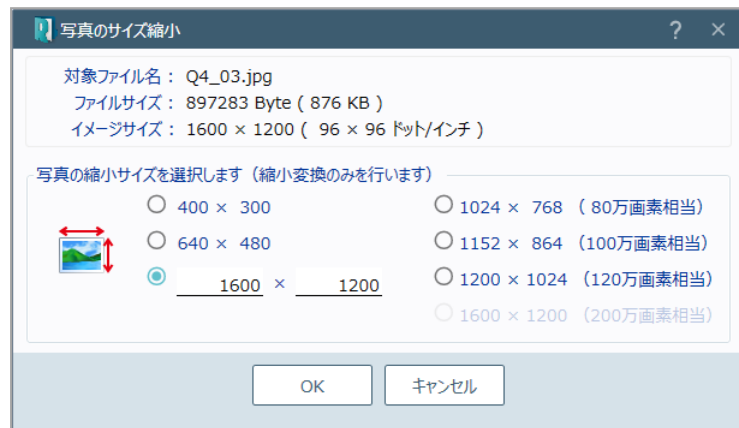 写真のサイズ縮小
対象ファイル名： Q4_03.jpg
ファイルサイズ： 897283 Byte ( 876 KB )
イメージサイズ： 1600 × 1200 ( 96 × 96 ﾄﾞｯﾄ/ｲﾝﾁ )
写真の縮小サイズを選択します（縮小変換のみを行います）
400 × 300
640 × 480
1600 × 1200
1024 × 768 （ 80万画素相当）
1152 × 864 （100万画素相当）
1200 × 1024 （120万画素相当）
1600 × 1200 （200万画素相当）
OK
キャンセル